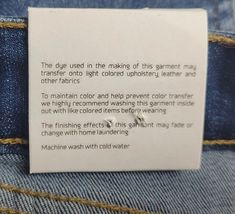 The dye used in the making of this garment may
transfer onto light colored upholstery, leather and
other fabrics
To maintain color and help prevent color transfer
we highly recommend washing this garment inside
out with like colored items before wearing
The finishing effects of this garment may fade or
change with home laundering
Machine wash with cold water